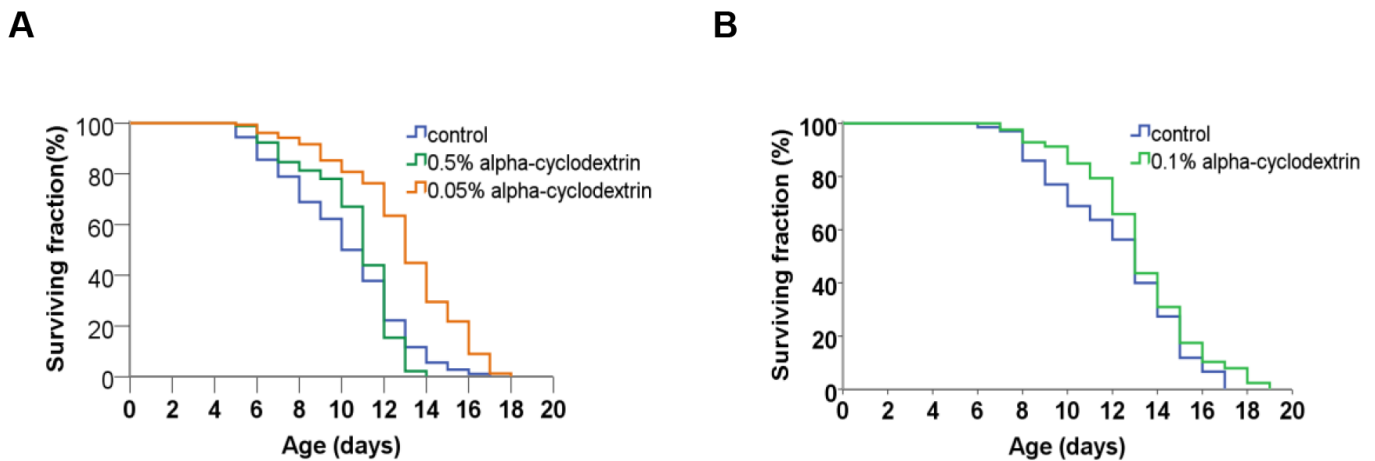 A
B
Surviving fraction(%)
100
80
60
40
20
0
control
0.5% alpha-cyclodextrin
0.05% alpha-cyclodextrin
0 2 4 6 8 10 12 14 16 18 20
Age (days)
Surviving fraction (%)
100
80
60
40
20
0
control
0.1% alpha-cyclodextrin
0 2 4 6 8 10 12 14 16 18 20
Age (days)